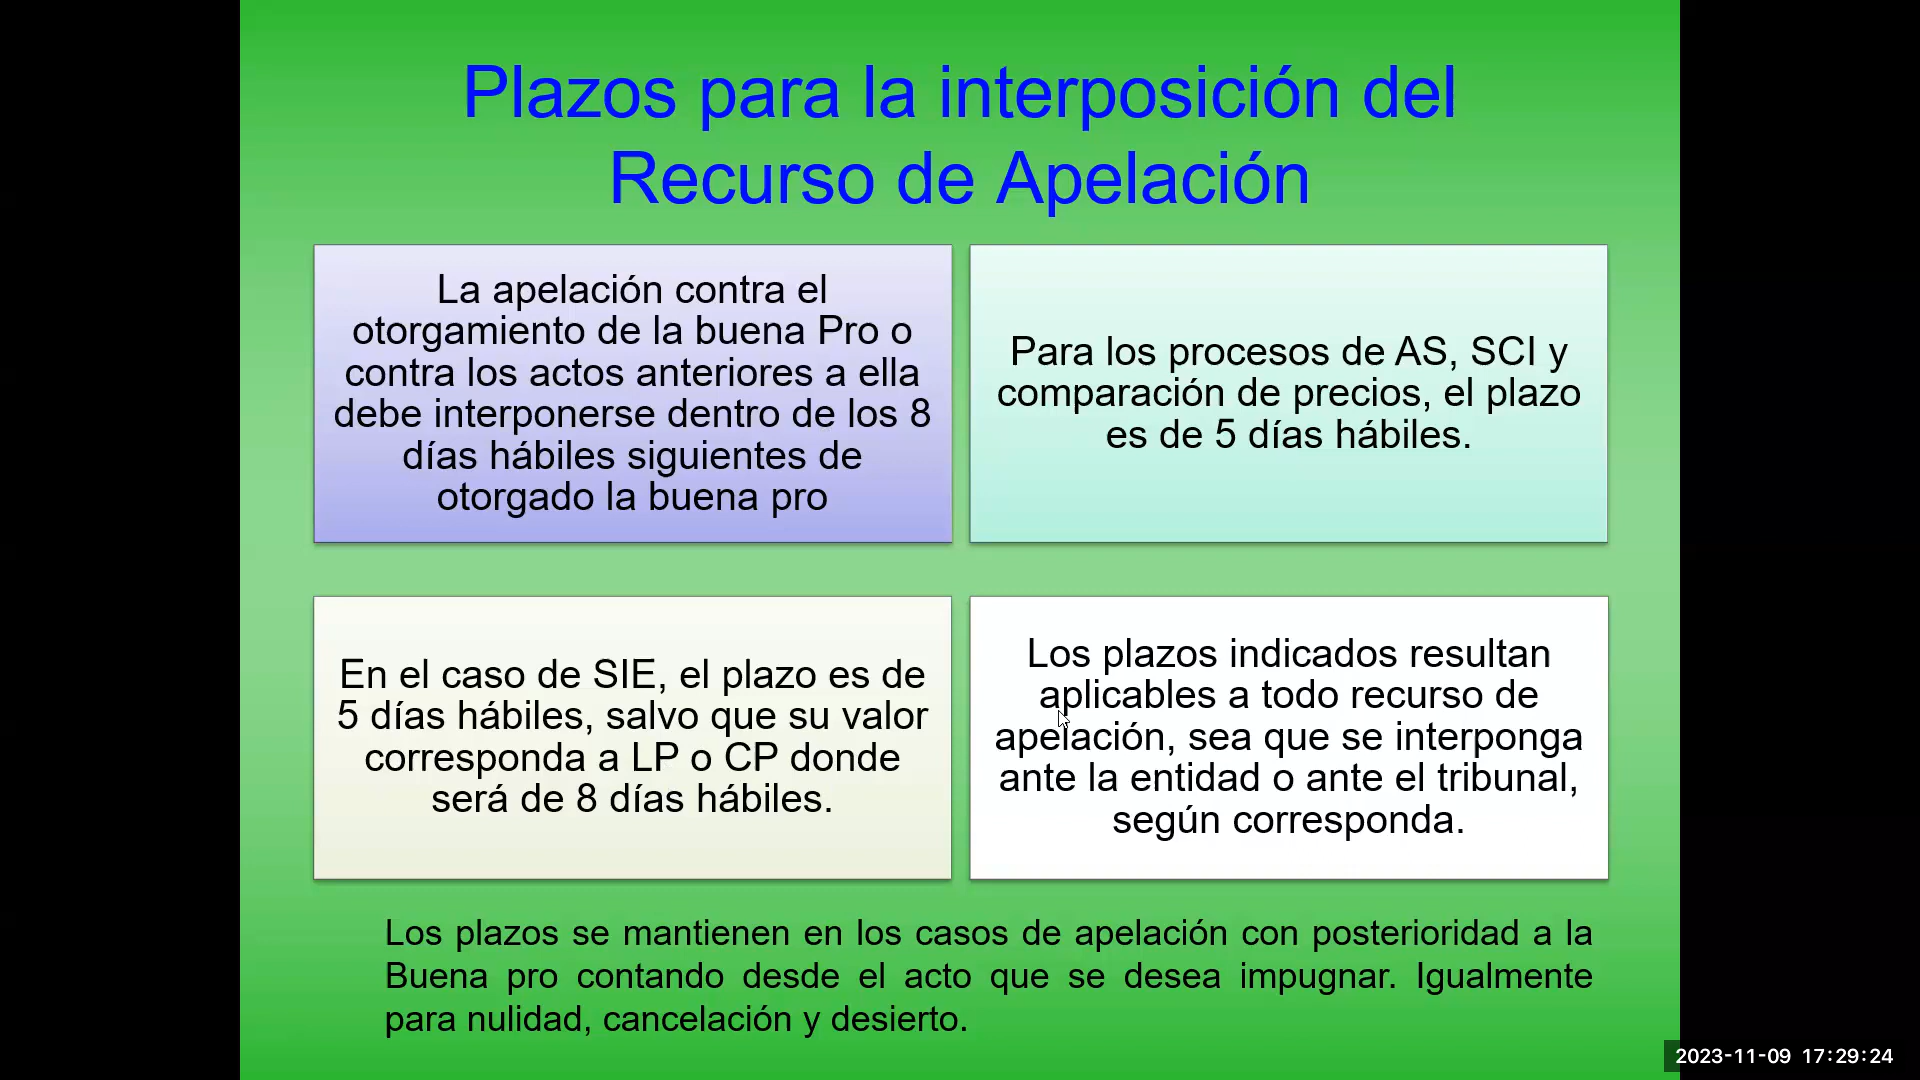 Plazos para la interposición del
Recurso de Apelación
La apelación contra el
otorgamiento de la buena Pro o
contra los actos anteriores a ella
debe interponerse dentro de los 8
días hábiles siguientes de
otorgado la buena pro
Para los procesos de AS, SCI y
comparación de precios, el plazo
es de 5 días hábiles.
En el caso de SIE, el plazo es de
5 días hábiles, salvo que su valor
corresponda a LP o CP donde
será de 8 días hábiles.
Los plazos indicados resultan
aplicables a todo recurso de
apelación, sea que se interponga
ante la entidad o ante el tribunal,
según corresponda.
Los plazos se mantienen en los casos de apelación con posterioridad a la
Buena pro contando desde el acto que se desea impugnar. Igualmente
para nulidad, cancelación y desierto.
2023-11-09 17:29:24